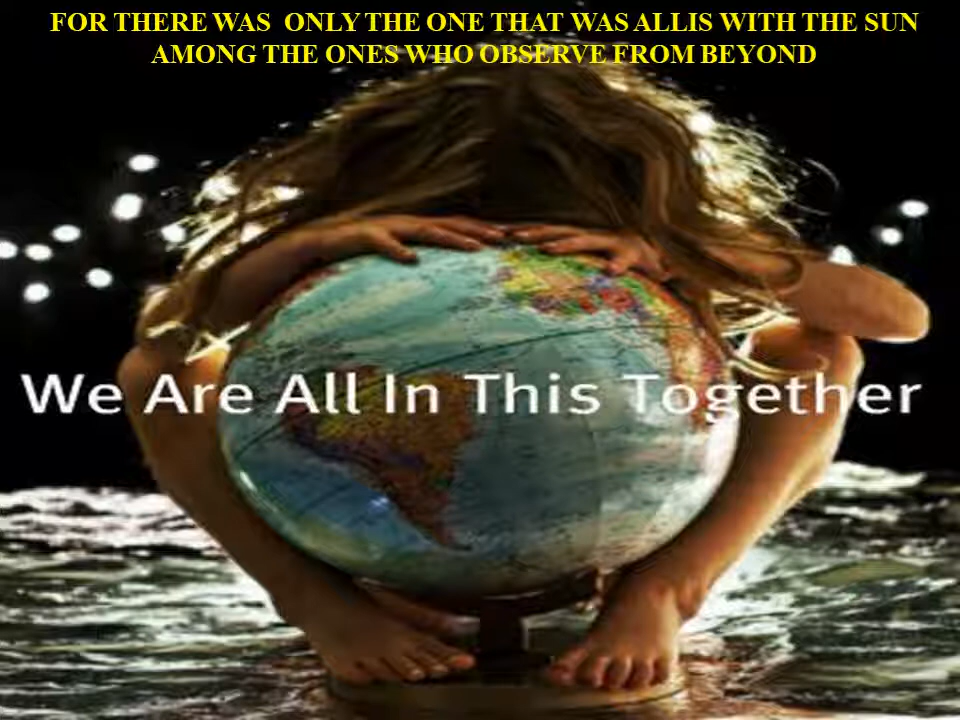 FOR THERE WAS ONLY THE ONE THAT WAS ALLIS WITH THE SUN
AMONG THE ONES WHO OBSERVE FROM BEYOND
We Are All In This Together